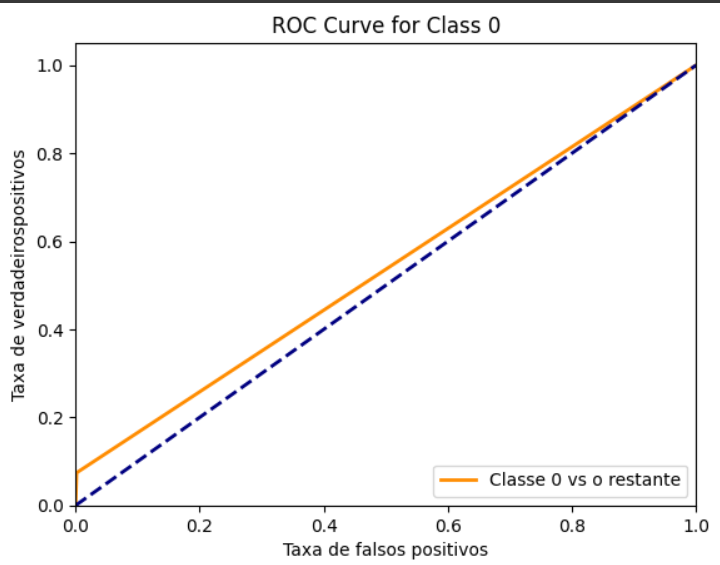 ROC Curve for Class 0
1.0
0.8
0.6
0.4
0.2
0.0
Taxa de verdadeirospositivos
Classe 0 vs o restante
0.0 0.2 0.4 0.6 0.8 1.0
Taxa de falsos positivos